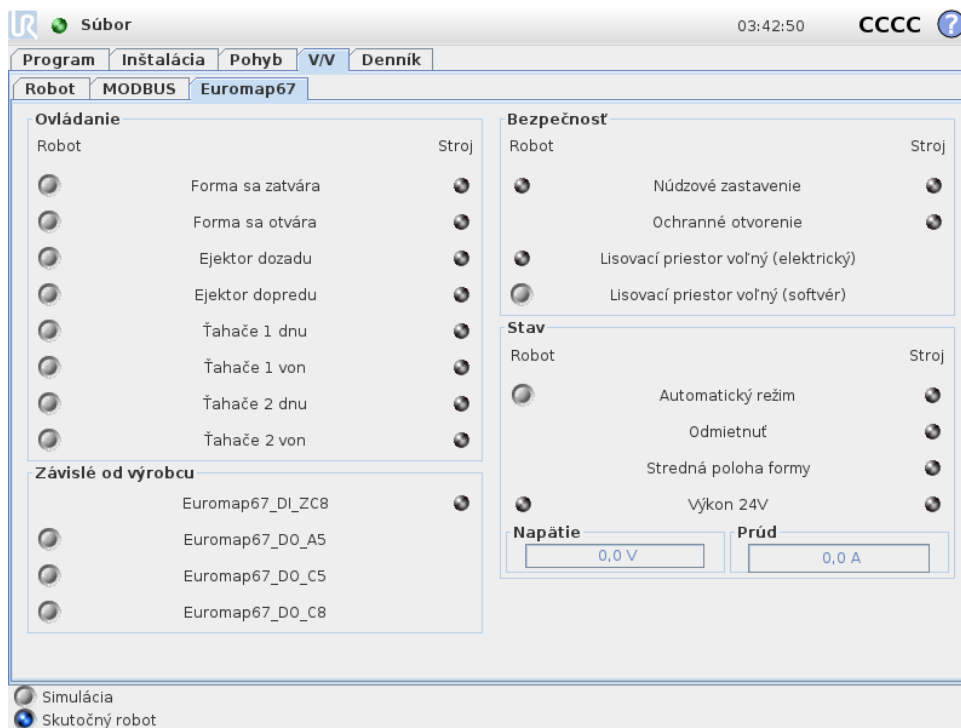 UR Súbor 03:42:50 CCCC ?
Program Inštalácia Pohyb V/V Denník
Robot MODBUS Euromap67
Ovládanie
Robot Stroj
Forma sa zatvára
Forma sa otvára
Ejektor dozadu
Ejektor dopredu
Ťahače 1 dnu
Ťahače 1 von
Ťahače 2 dnu
Ťahače 2 von
Závislé od výrobcu
Euromap67_DI_ZC8
Euromap67_DO_A5
Euromap67_DO_C5
Euromap67_DO_C8
Bezpečnosť
Robot Stroj
Núdzové zastavenie
Ochranné otvorenie
Lisovací priestor voľný (elektrický)
Lisovací priestor voľný (softvér)
Stav
Robot Stroj
Automatický režim
Odmietnuť
Stredná poloha formy
Výkon 24V
Napätie Prúd
0,0 V 0,0 A
Simulácia
Skutočný robot